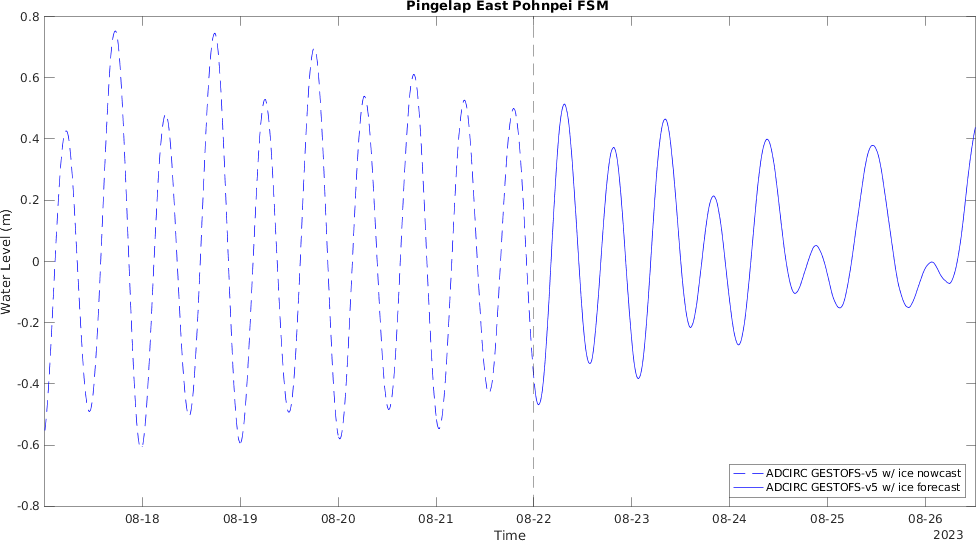 Pingelap East Pohnpei FSM
0.8
0.6
0.4
0.2
0
-0.2
-0.4
-0.6
-0.8
Water Level (m)
ADCIRC GESTOFS-v5 w/ ice nowcast
ADCIRC GESTOFS-v5 w/ ice forecast
08-18 08-19 08-20 08-21 08-22 08-23 08-24 08-25 08-26
Time
2023